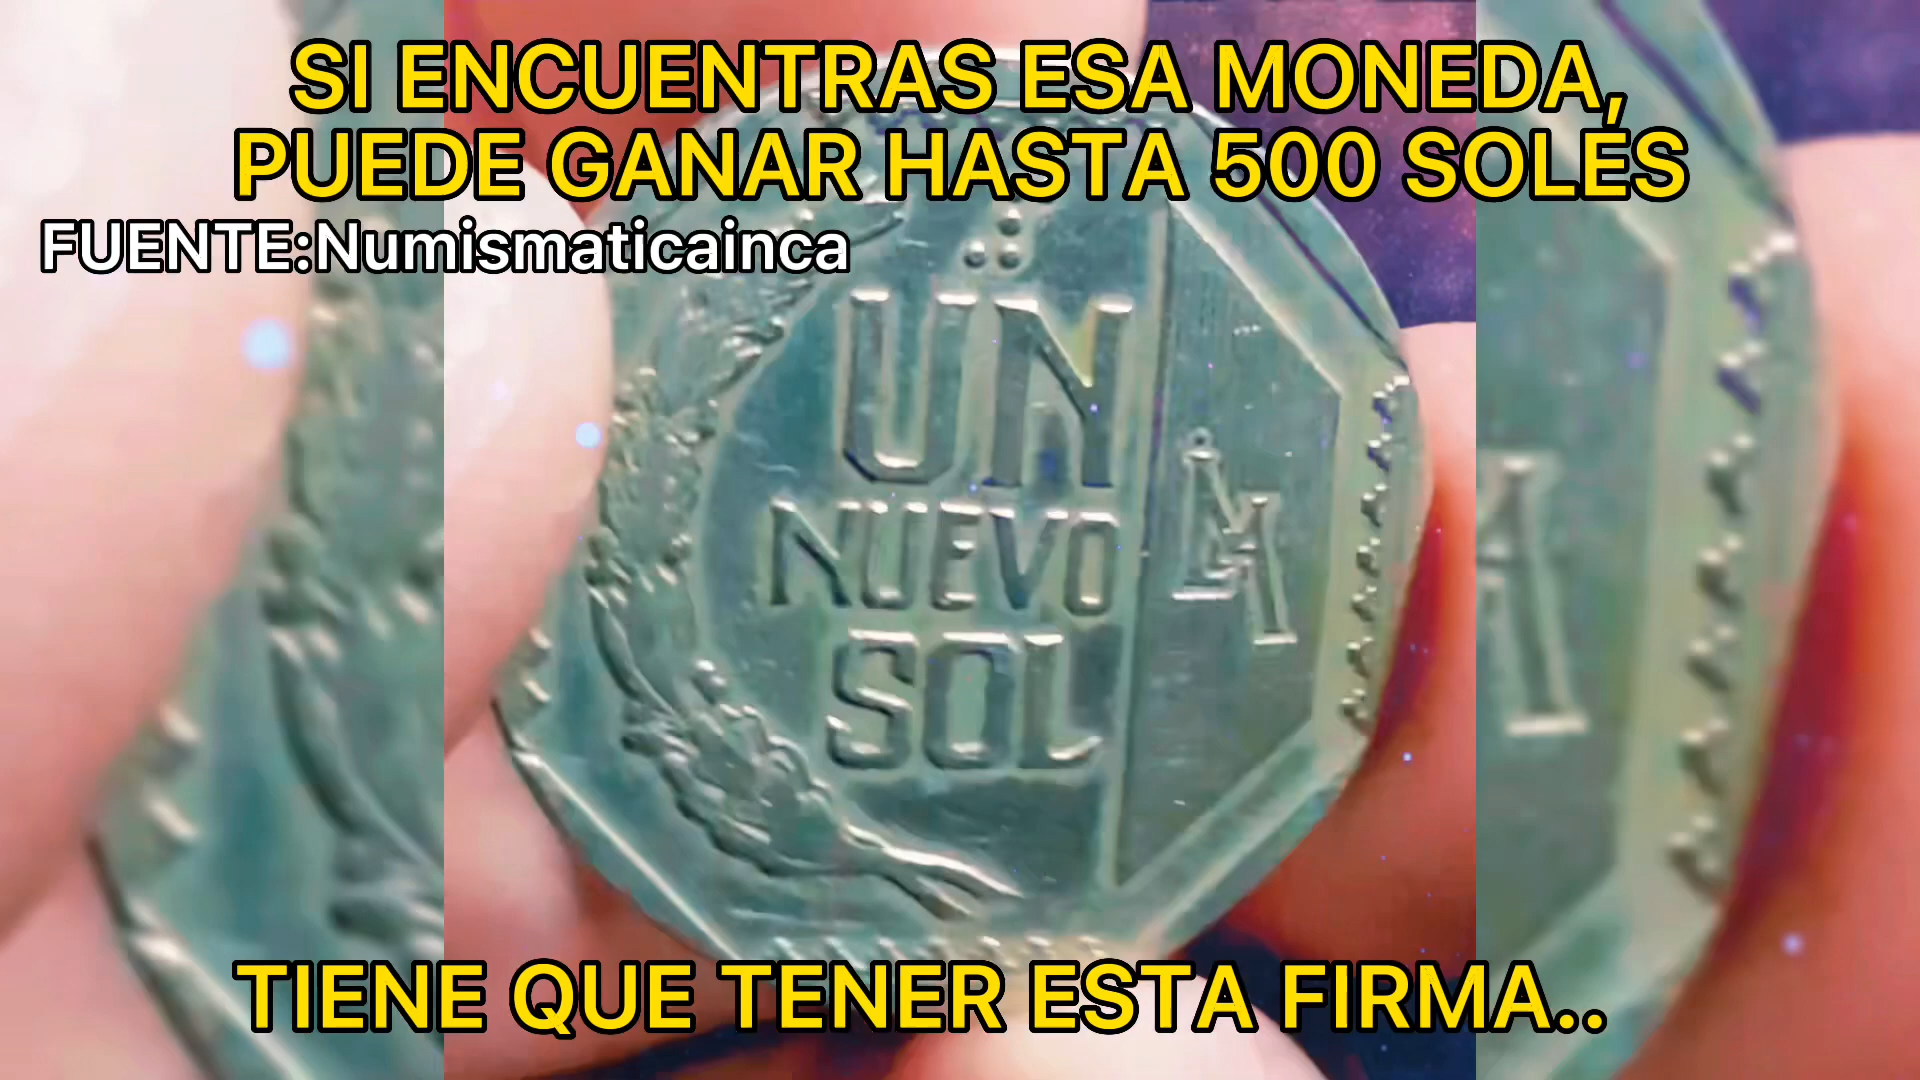 SI ENCUENTRAS ESA MONEDA,
PUEDE GANAR HASTA 500 SOLES
FUENTE:Numismaticainca
UN
NUEVO
SOL
LMA
TIENE QUE TENER ESTA FIRMA..